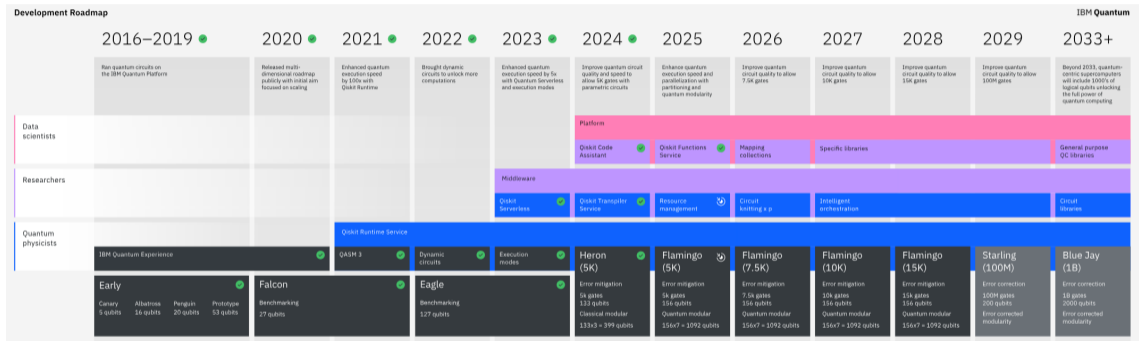 Development Roadmap
IBM Quantum
2016–2019
2020
2021
2022
2023
2024
2025
2026
2027
2028
2029
2033+
Ran quantum circuits on
the IBM Quantum Platform
Released multi-
dimensional roadmap
publicly with initial aim
focused on scaling
Enhanced quantum
execution speed
by 100x with
Qiskit Runtime
Brought dynamic
circuits to unlock more
computations
Enhanced quantum
execution speed by 5x
with Quantum Serverless
and execution modes
Improve quantum circuit
quality and speed to
allow 5K gates with
parametric circuits
Enhance quantum
execution speed and
parallelization with
partitioning and
quantum modularity
Improve quantum
circuit quality to allow
7.5K gates
Improve quantum
circuit quality to allow
10K gates
Improve quantum
circuit quality to allow
15K gates
Improve quantum
circuit quality to allow
100M gates
Beyond 2033, quantum-
centric supercomputers
will include 1000's of
logical qubits unlocking
the full power of
quantum computing
Data
scientists
Platform
Qiskit Code
Assistant
Qiskit Functions
Service
Mapping
collections
Specific libraries
General purpose
QC libraries
Researchers
Middleware
Qiskit
Serverless
Qiskit Transpiler
Service
Resource
management
Circuit
knitting x p
Intelligent
orchestration
Circuit
libraries
Quantum
physicists
Qiskit Runtime Service
IBM Quantum Experience
QASM 3
Dynamic
circuits
Execution
modes
Early
Canary
5 qubits
Albatross
16 qubits
Penguin
20 qubits
Prototype
53 qubits
Falcon
Benchmarking
27 qubits
Eagle
Benchmarking
127 qubits
Heron
(5K)
Error mitigation
5k gates
133 qubits
Classical modular
133x3 = 399 qubits
Flamingo
(5K)
Error mitigation
5k gates
156 qubits
Quantum modular
156x7 = 1092 qubits
Flamingo
(7.5K)
Error mitigation
7.5k gates
156 qubits
Quantum modular
156x7 = 1092 qubits
Flamingo
(10K)
Error mitigation
10k gates
156 qubits
Quantum modular
156x7 = 1092 qubits
Flamingo
(15K)
Error mitigation
15k gates
156 qubits
Quantum modular
156x7 = 1092 qubits
Starling
(100M)
Error correction
100M gates
200 qubits
Error corrected
modularity
Blue Jay
(1B)
Error correction
1B gates
2000 qubits
Error corrected
modularity